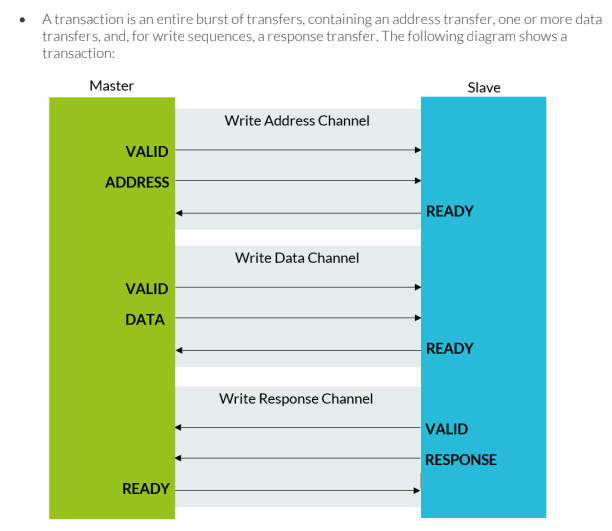 • A transaction is an entire burst of transfers, containing an address transfer, one or more data
transfers, and, for write sequences, a response transfer. The following diagram shows a
transaction:
Master
Slave
Write Address Channel
VALID
ADDRESS
READY
Write Data Channel
VALID
DATA
READY
Write Response Channel
VALID
RESPONSE
READY